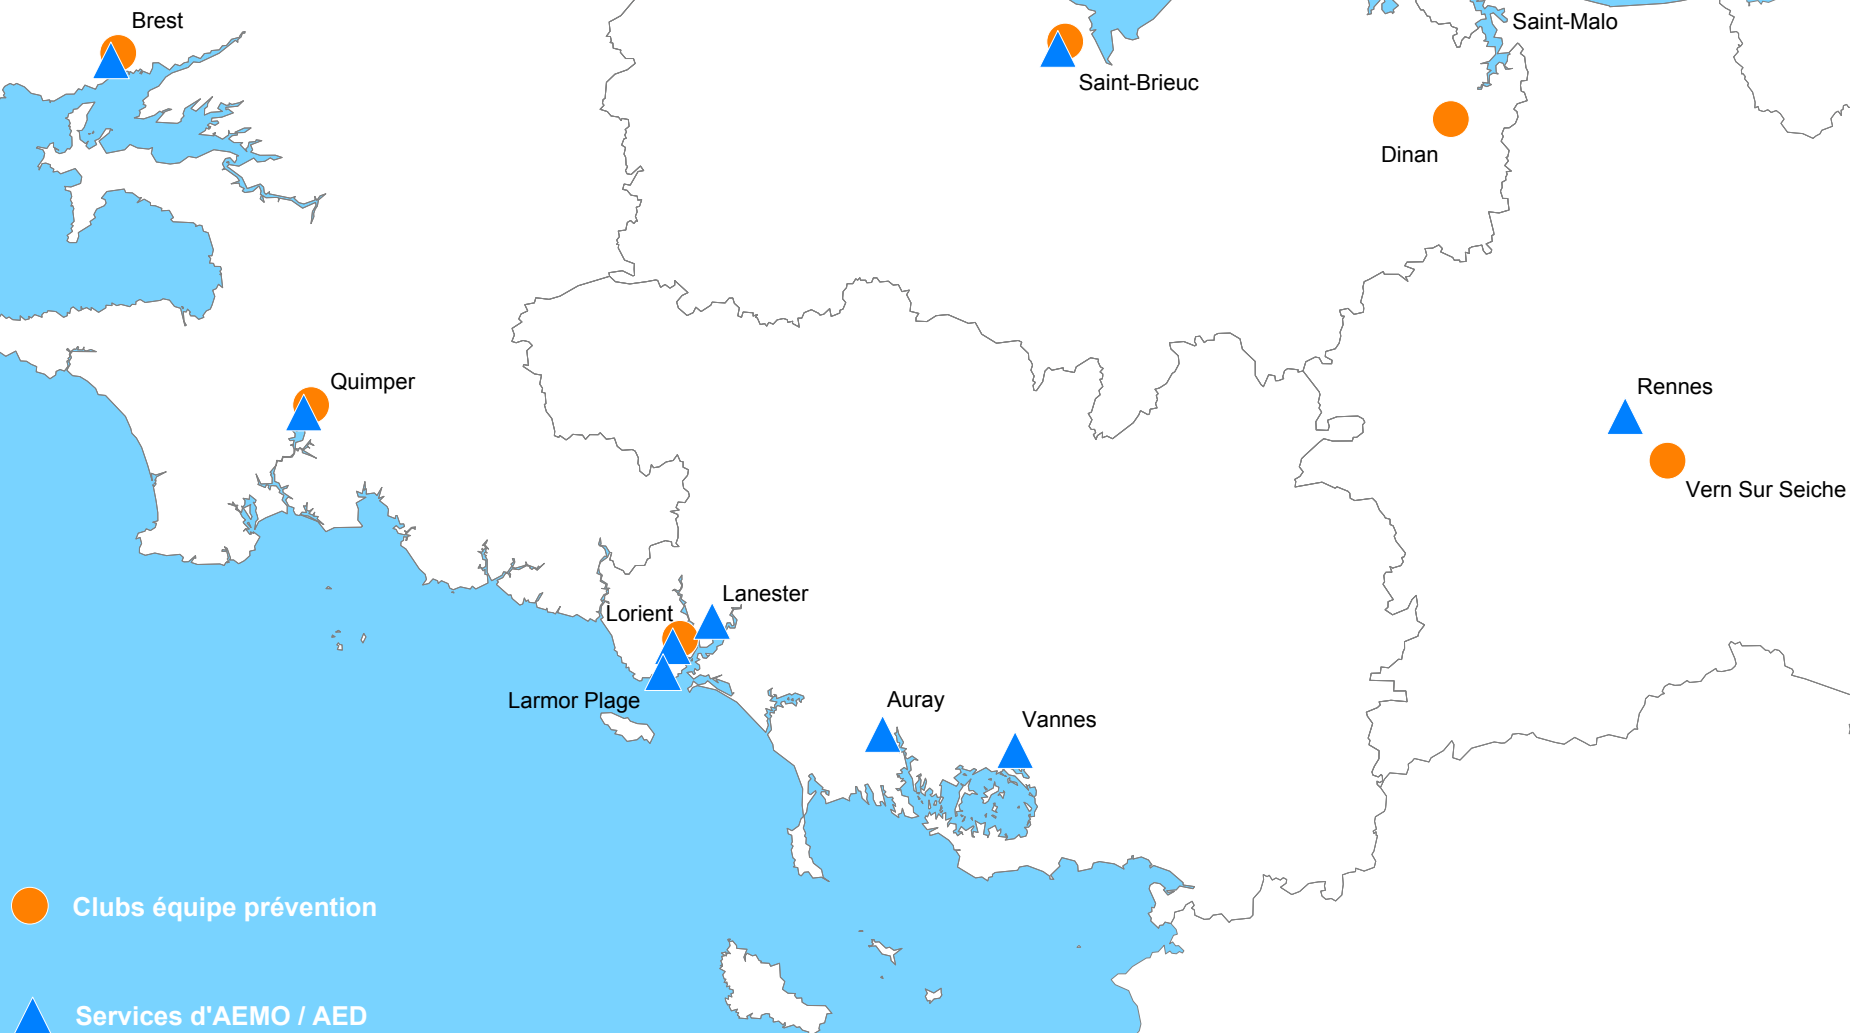 Brest
Saint-Malo
Saint-Brieuc
Dinan
Quimper
Rennes
Vern Sur Seiche
Lanester
Lorient
Larmor Plage
Auray
Vannes
Clubs équipe prévention
Services d'AEMO / AED